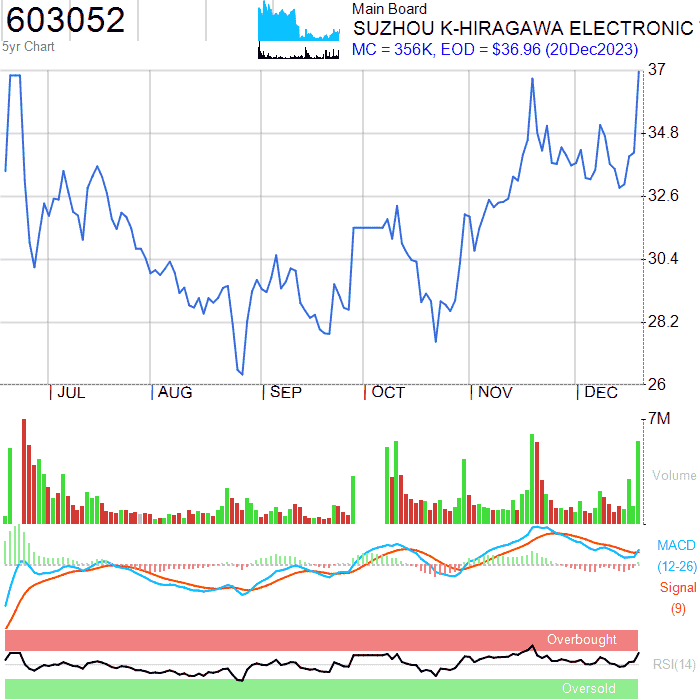 603052
5yr Chart
Main Board
SUZHOU K-HIRAGAWA ELECTRONIC
MC = 356K, EOD = $36.96 (20Dec2023)
37
34.8
32.6
30.4
28.2
26
JUL AUG SEP OCT NOV DEC
7M
Volume
MACD
(12-26)
Signal
(9)
Overbought
RSI(14)
Oversold